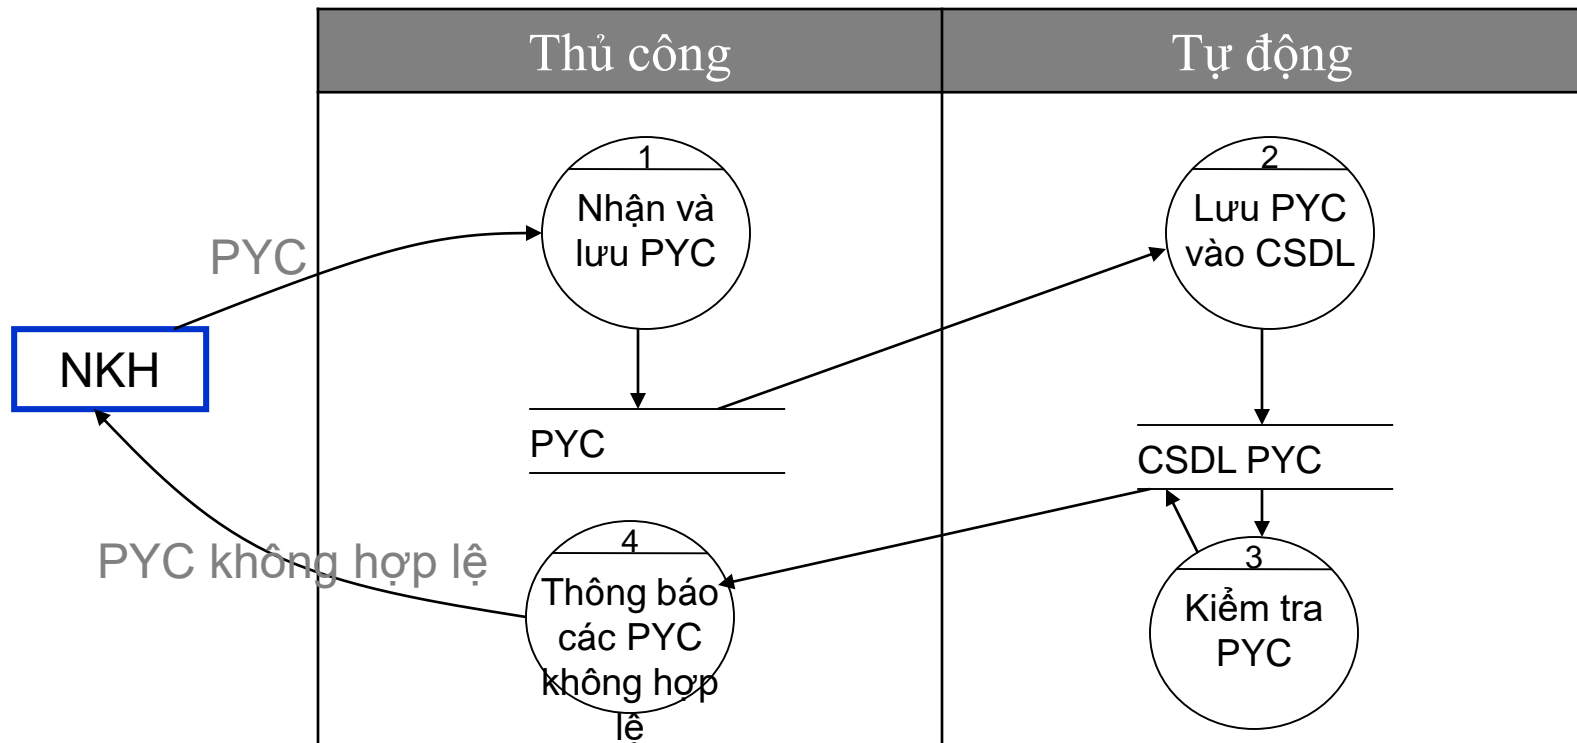 Thủ công
Tự động
1
Nhận và
lưu PYC
2
Lưu PYC
vào CSDL
PYC
NKH
PYC
CSDL PYC
PYC không hợp lệ
4
Thông báo
các PYC
không hợp
lệ
3
Kiểm tra
PYC